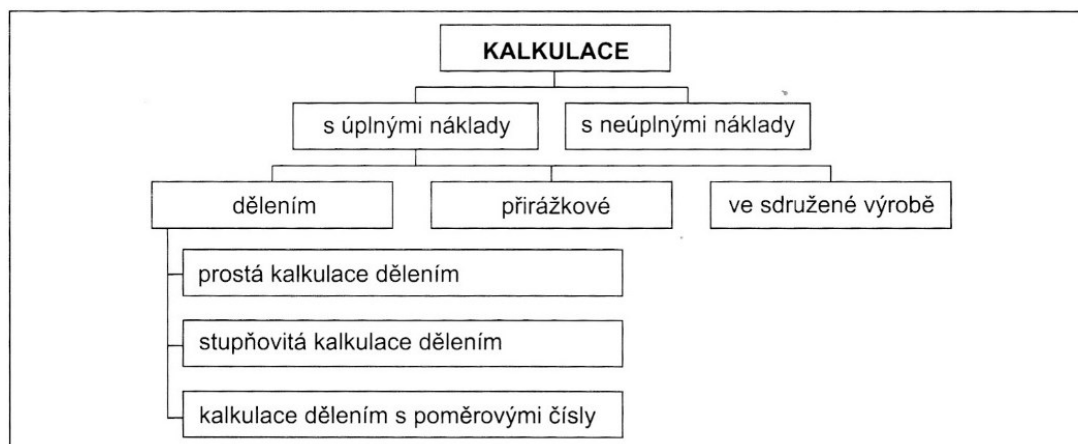 KALKULACE
s úplnými náklady
s neúplnými náklady
dělením
přirážkové
ve sdružené výrobě
prostá kalkulace dělením
stupňovitá kalkulace dělením
kalkulace dělením s poměrovými čísly